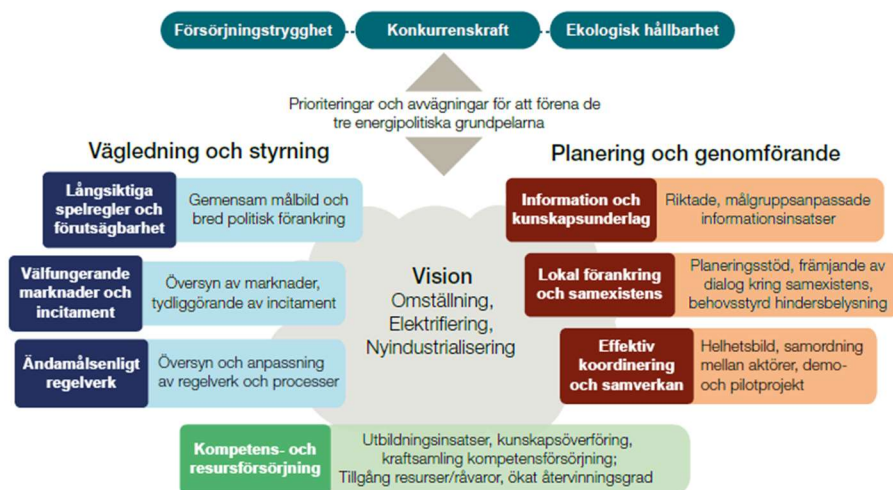 Försörjningstrygghet
Konkurrenskraft
Ekologisk hållbarhet
Prioriteringar och avvägningar för att förena de
tre energipolitiska grundpelarna
Vägledning och styrning
Långsiktiga
spelregler och
förutsägbarhet
Gemensam målbild och
bred politisk förankring
Välfungerande
marknader och
incitament
Översyn av marknader,
tydliggörande av incitament
Ändamålsenligt
regelverk
Översyn och anpassning
av regelverk och processer
Vision
Omställning,
Elektrifiering,
Nyindustrialisering
Planering och genomförande
Information och
kunskapsunderlag
Riktade, målgruppsanpassade
informationsinsatser
Lokal förankring
och samexistens
Planeringsstöd, främjande av
dialog kring samexistens,
behovsstyrd hindersbelysning
Effektiv
koordinering
och samverkan
Helhetsbild, samordning
mellan aktörer, demo-
och pilotprojekt
Kompetens- och
resursförsörjning
Utbildningsinsatser, kunskapsöverföring,
kraftsamling kompetensförsörjning;
Tillgång resurser/råvaror, ökat återvinningsgrad